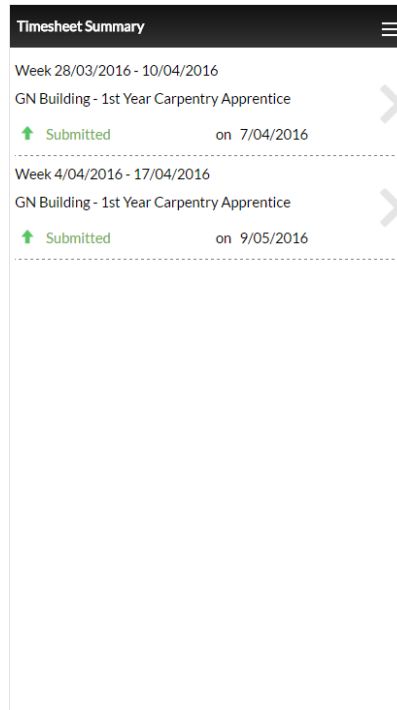 Timesheet Summary
Week 28/03/2016 - 10/04/2016
GN Building - 1st Year Carpentry Apprentice
Submitted on 7/04/2016
Week 4/04/2016 - 17/04/2016
GN Building - 1st Year Carpentry Apprentice
Submitted on 9/05/2016